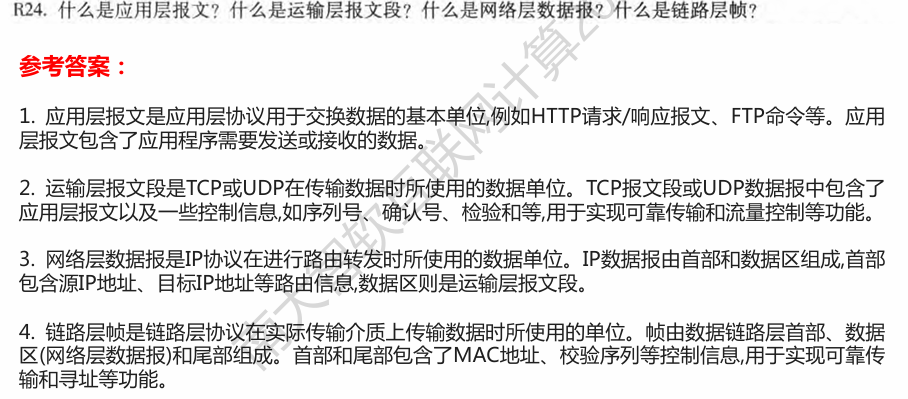 R24. 什么是应用层报文？什么是运输层报文段？什么是网络层数据报？什么是链路层帧？
参考答案：
1. 应用层报文是应用层协议用于交换数据的基本单位,例如HTTP请求/响应报文、FTP命令等。应用
层报文包含了应用程序需要发送或接收的数据。
2. 运输层报文段是TCP或UDP在传输数据时所使用的数据单位。TCP报文段或UDP数据报中包含了
应用层报文以及一些控制信息,如序列号、确认号、检验和等,用于实现可靠传输和流量控制等功能。
3. 网络层数据报是IP协议在进行路由转发时所使用的数据单位。IP数据报由首部和数据区组成,首部
包含源IP地址、目标IP地址等路由信息,数据区则是运输层报文段。
4. 链路层帧是链路层协议在实际传输介质上传输数据时所使用的单位。帧由数据链路层首部、数据
区(网络层数据报)和尾部组成。首部和尾部包含了MAC地址、校验序列等控制信息,用于实现可靠传
输和寻址等功能。
南大智软互联网计算